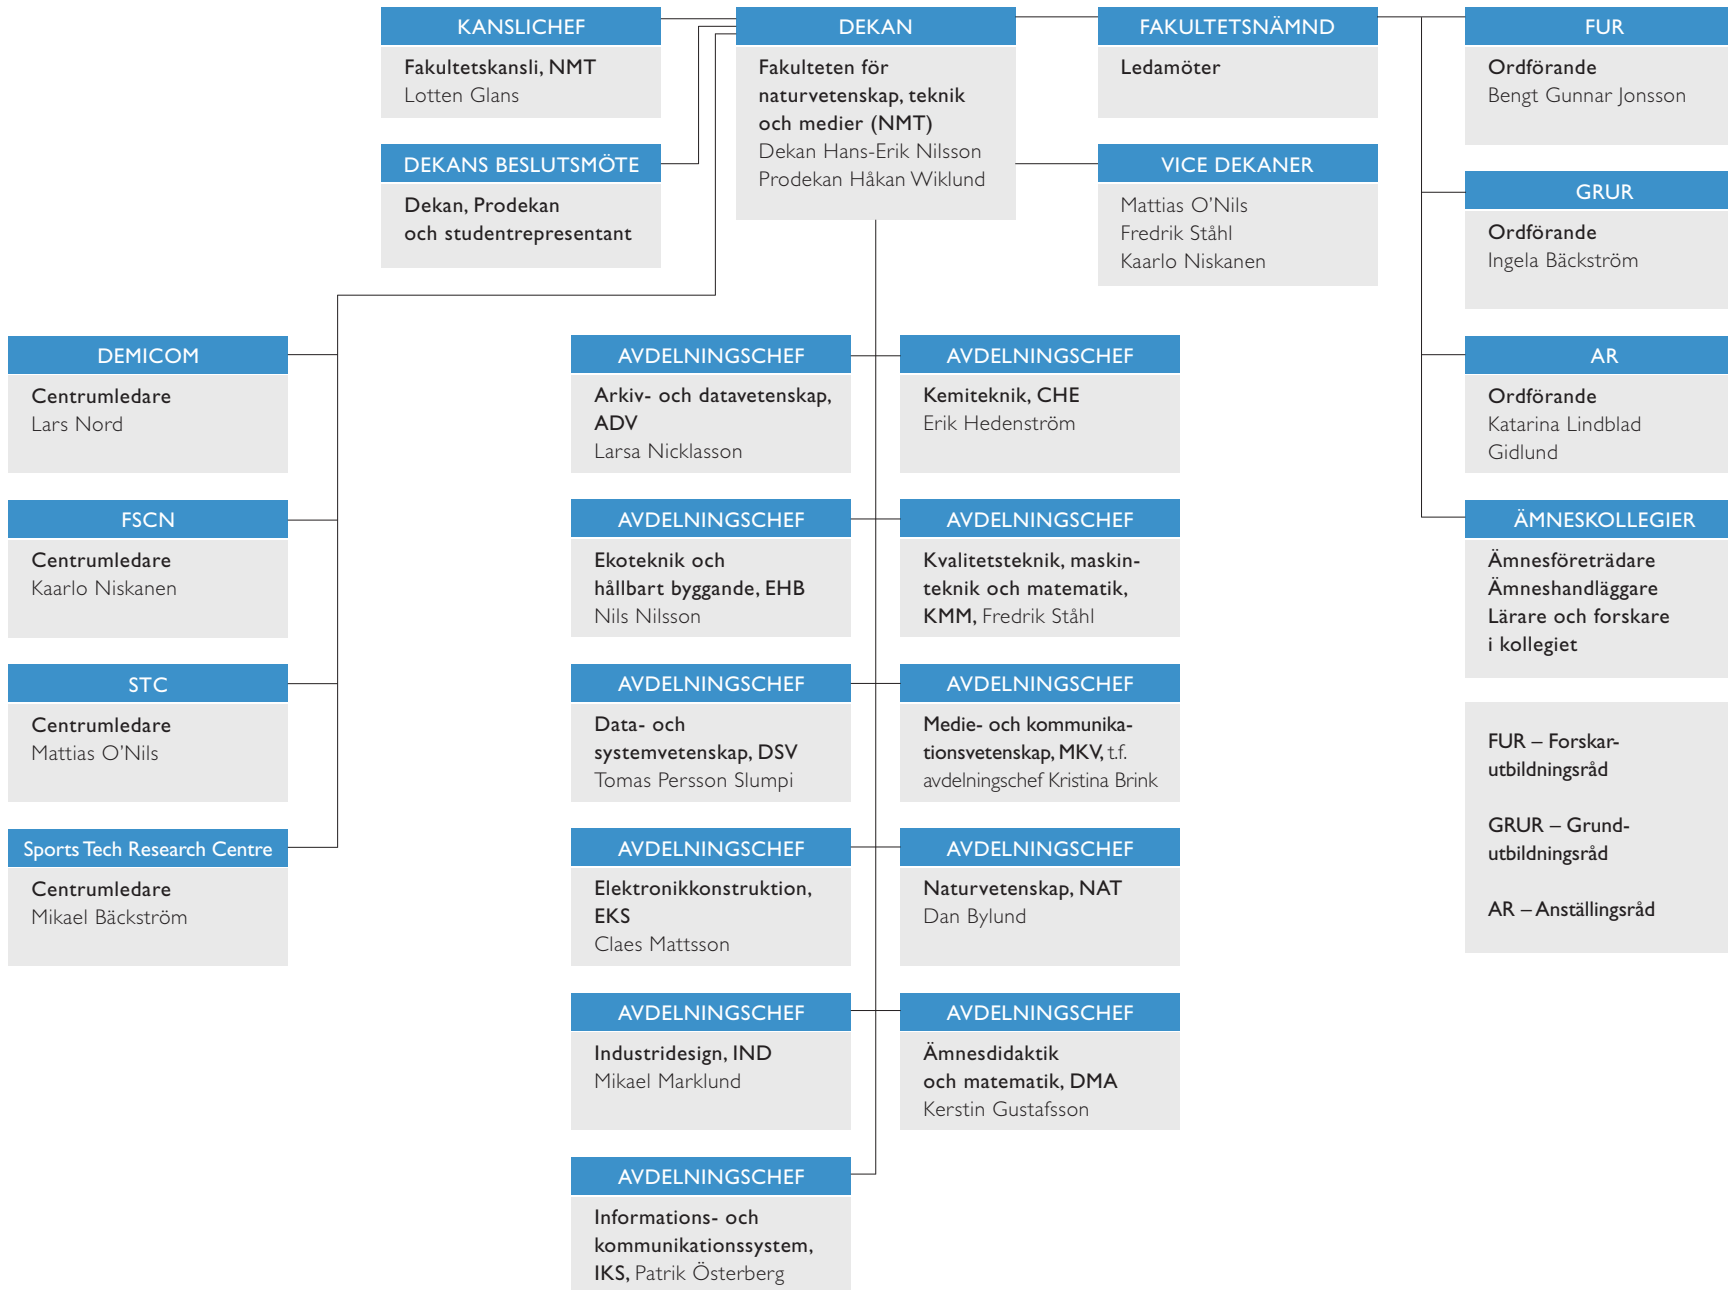 KANSLICHEF
Fakultetskansli, NMT
Lotten Glans
DEKANS BESLUTSMÖTE
Dekan, Prodekan
och studentrepresentant
DEKAN
Fakulteten för
naturvetenskap, teknik
och medier (NMT)
Dekan Hans-Erik Nilsson
Prodekan Håkan Wiklund
FAKULTETSNÄMND
Ledamöter
VICE DEKANER
Mattias O’Nils
Fredrik Ståhl
Kaarlo Niskanen
FUR
Ordförande
Bengt Gunnar Jonsson
GRUR
Ordförande
Ingela Bäckström
AR
Ordförande
Katarina Lindblad
Gidlund
ÄMNESKOLLEGIER
Ämnesföreträdare
Ämneshandläggare
Lärare och forskare
i kollegiet
FUR – Forskar-
utbildningsråd
GRUR – Grund-
utbildningsråd
AR – Anställingsråd
DEMICOM
Centrumledare
Lars Nord
FSCN
Centrumledare
Kaarlo Niskanen
STC
Centrumledare
Mattias O’Nils
Sports Tech Research Centre
Centrumledare
Mikael Bäckström
AVDELNINGSCHEF
Arkiv- och datavetenskap,
ADV
Larsa Nicklasson
AVDELNINGSCHEF
Kemiteknik, CHE
Erik Hedenström
AVDELNINGSCHEF
Ekoteknik och
hållbart byggande, EHB
Nils Nilsson
AVDELNINGSCHEF
Kvalitetsteknik, maskin-
teknik och matematik,
KMM, Fredrik Ståhl
AVDELNINGSCHEF
Data- och
systemvetenskap, DSV
Tomas Persson Slumpi
AVDELNINGSCHEF
Medie- och kommunika-
tionsvetenskap, MKV, t.f.
avdelningschef Kristina Brink
AVDELNINGSCHEF
Elektronikkonstruktion,
EKS
Claes Mattsson
AVDELNINGSCHEF
Naturvetenskap, NAT
Dan Bylund
AVDELNINGSCHEF
Industridesign, IND
Mikael Marklund
AVDELNINGSCHEF
Ämnesdidaktik
och matematik, DMA
Kerstin Gustafsson
AVDELNINGSCHEF
Informations- och
kommunikationssystem,
IKS, Patrik Österberg